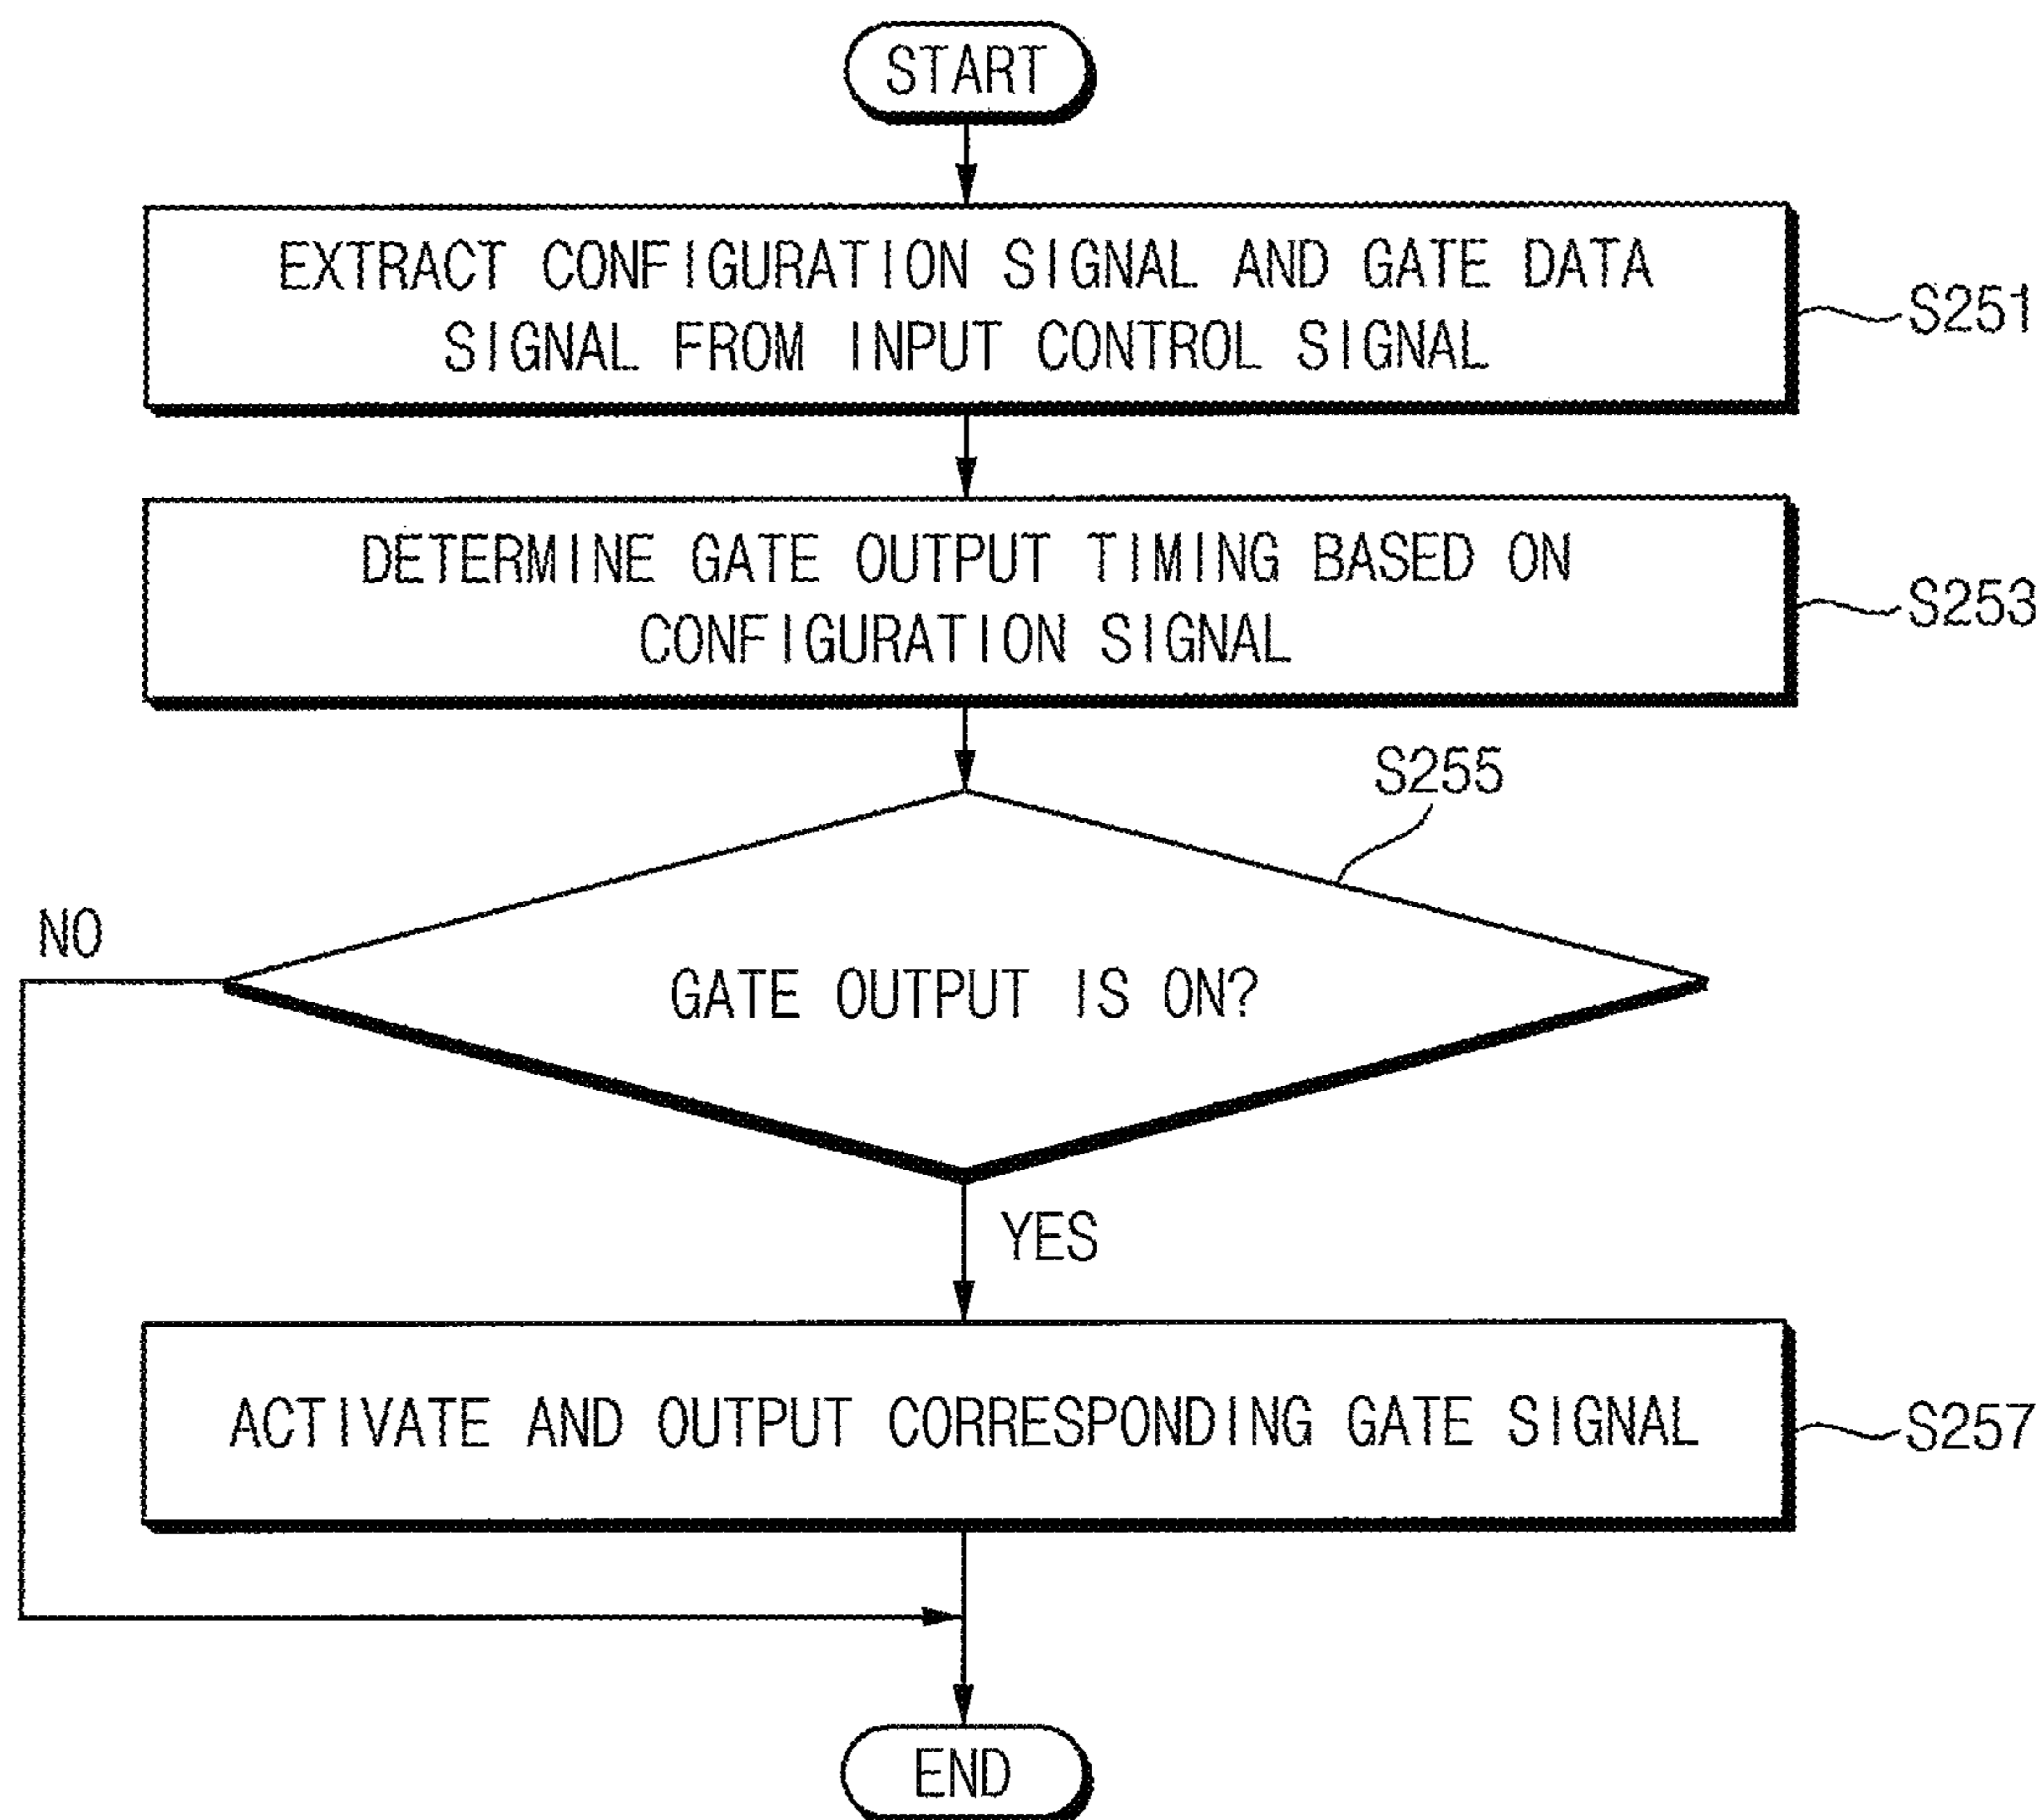 START
EXTRACT CONFIGURATION SIGNAL AND GATE DATA
SIGNAL FROM INPUT CONTROL SIGNAL
S251
DETERMINE GATE OUTPUT TIMING BASED ON
CONFIGURATION SIGNAL
S253
S255
NO
GATE OUTPUT IS ON?
YES
ACTIVATE AND OUTPUT CORRESPONDING GATE SIGNAL
S257
END